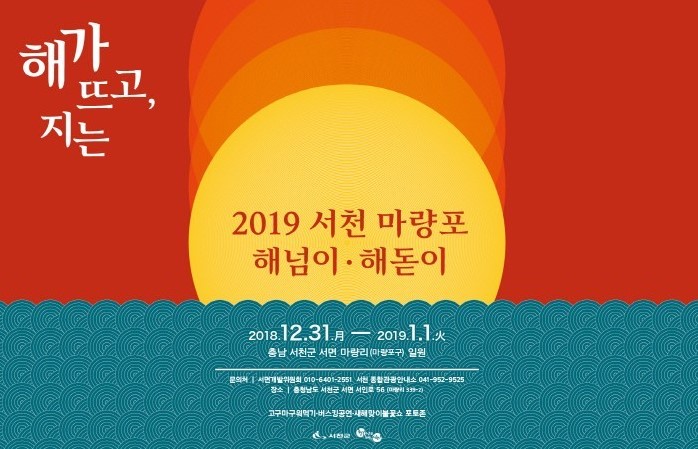 해가
뜨고,
지는
2019 서천 마량포
해넘이·해돋이
2018.12.31.月 — 2019.1.1.火
충남 서천군 서면 마량리(마량포구) 일원
문의처 | 서면개발위원회 010-6401-2551 서천 종합관광안내소 041-952-9525
장소 | 충청남도 서천군 서면 서인로 56 (마량리 339-2)
고구마구워먹기·버스킹공연·새해맞이불꽃쇼 포토존
서천군